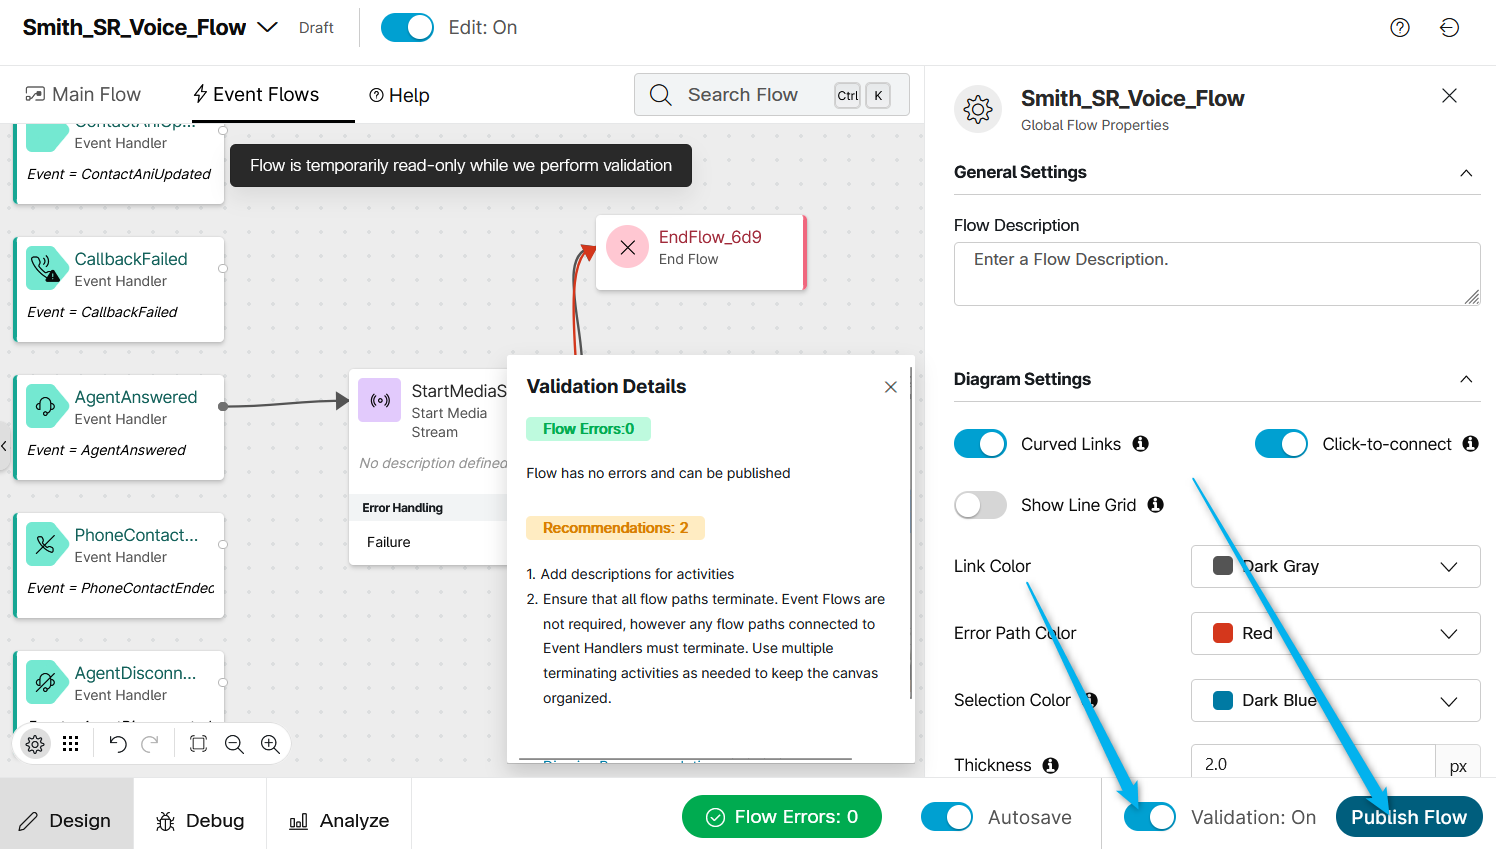 Smith_SR_Voice_Flow
Draft
Edit: On
Main Flow
Event Flows
Help
Search Flow
Ctrl
K
Event Handler
Event = ContactAniUpdated
Flow is temporarily read-only while we perform validation
CallbackFailed
Event Handler
Event = CallbackFailed
AgentAnswered
Event Handler
Event = AgentAnswered
PhoneContact...
Event Handler
Event = PhoneContactEnded
AgentDisconn...
Event Handler
EndFlow_6d9
End Flow
StartMediaS
Start Media
Stream
No description defined
Error Handling
Failure
Validation Details
Flow Errors:0
Flow has no errors and can be published
Recommendations: 2
1. Add descriptions for activities
2. Ensure that all flow paths terminate. Event Flows are
not required, however any flow paths connected to
Event Handlers must terminate. Use multiple
terminating activities as needed to keep the canvas
organized.
Smith_SR_Voice_Flow
Global Flow Properties
General Settings
Flow Description
Enter a Flow Description.
Diagram Settings
Curved Links
Click-to-connect
Show Line Grid
Link Color
Dark Gray
Error Path Color
Red
Selection Color
Dark Blue
Thickness
2.0
px
Design
Debug
Analyze
Flow Errors: 0
Autosave
Validation: On
Publish Flow